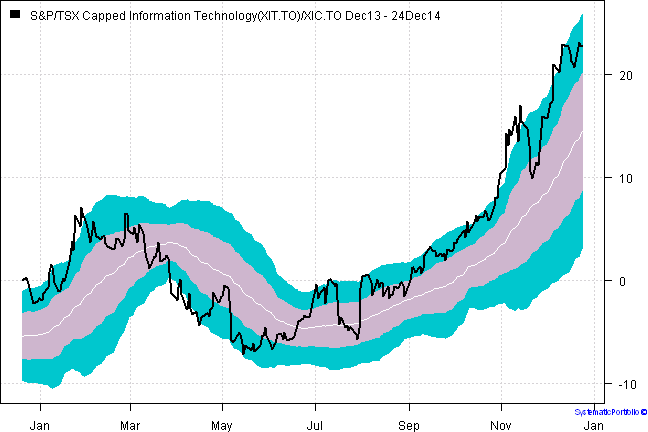 S&P/TSX Capped Information Technology(XIT.TO)/XIC.TO Dec13 - 24Dec14
20
10
0
-10
Jan Mar May Jul Sep Nov Jan
SystematicPortfolio ©